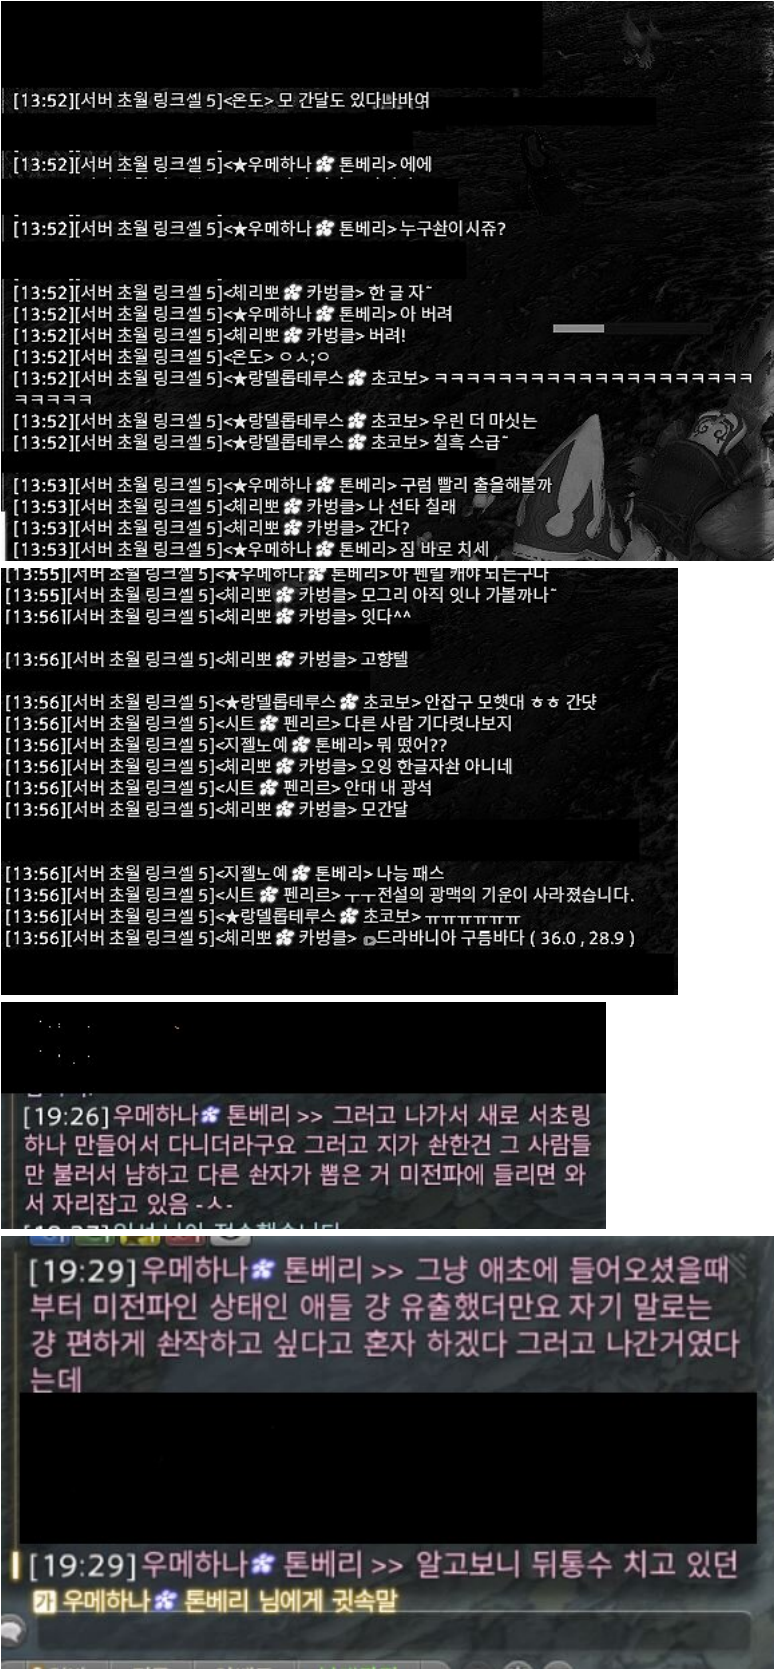 [13:52][서버 초월 링크셸 5]<온도> 모 간달도 있다나바여
[13:52][서버 초월 링크셸 5]<★우메하나 톤베리> 에에
[13:52][서버 초월 링크셸 5]<★우메하나 톤베리> 누구솬이시쥬?
[13:52][서버 초월 링크셸 5]<체리뽀 카벙클> 한 글 자~
[13:52][서버 초월 링크셸 5]<★우메하나 톤베리> 아 버려
[13:52][서버 초월 링크셸 5]<체리뽀 카벙클> 버려!
[13:52][서버 초월 링크셸 5]<온도> ㅇㅅ;ㅇ
[13:52][서버 초월 링크셸 5]<★랑델롭테루스 초코보> ㅋㅋㅋㅋㅋㅋㅋㅋㅋㅋㅋㅋㅋㅋㅋㅋㅋㅋㅋㅋ
ㅋㅋㅋㅋㅋ
[13:52][서버 초월 링크셸 5]<★랑델롭테루스 초코보> 우린 더 마싯는
[13:52][서버 초월 링크셸 5]<★랑델롭테루스 초코보> 칠흑 스급~
[13:53][서버 초월 링크셸 5]<★우메하나 톤베리> 구럼 빨리 출을해볼까
[13:53][서버 초월 링크셸 5]<체리뽀 카벙클> 나 선타 칠래
[13:53][서버 초월 링크셸 5]<체리뽀 카벙클> 간다?
[13:53][서버 초월 링크셸 5]<★우메하나 톤베리> 짐 바로 치세
[13:55][서버 초월 링크셸 5]<★우메하나 톤베리> 아 펜릴 캐야 되는구나
[13:55][서버 초월 링크셸 5]<체리뽀 카벙클> 모그리 아직 잇나 가볼까나~
[13:56][서버 초월 링크셸 5]<체리뽀 카벙클> 잇다^^
[13:56][서버 초월 링크셸 5]<체리뽀 카벙클> 고향텔
[13:56][서버 초월 링크셸 5]<★랑델롭테루스 초코보> 안잡구 모햇대 ㅎㅎ 간댯
[13:56][서버 초월 링크셸 5]<시트 펜리르> 다른 사람 기다렷나보지
[13:56][서버 초월 링크셸 5]<지젤노예 톤베리> 뭐 떴어??
[13:56][서버 초월 링크셸 5]<체리뽀 카벙클> 오잉 한글자솬 아니네
[13:56][서버 초월 링크셸 5]<시트 펜리르> 안대 내 광석
[13:56][서버 초월 링크셸 5]<체리뽀 카벙클> 모간달
[13:56][서버 초월 링크셸 5]<지젤노예 톤베리> 나능 패스
[13:56][서버 초월 링크셸 5]<시트 펜리르> ㅜㅜ전설의 광맥의 기운이 사라졌습니다.
[13:56][서버 초월 링크셸 5]<★랑델롭테루스 초코보> ㅠㅠㅠㅠㅠㅠ
[13:56][서버 초월 링크셸 5]<체리뽀 카벙클> 드라바니아 구름바다 ( 36.0 , 28.9 )
[19:26]우메하나 톤베리 >> 그러고 나가서 새로 서초링
하나 만들어서 다니더라구요 그러고 지가 솬한건 그 사람들
만 불러서 냠하고 다른 솬자가 뽑은 거 미전파에 들리면 와
서 자리잡고 있음 -ㅅ-
[19:29]우메하나 톤베리 >> 그냥 애초에 들어오셨을때
부터 미전파인 상태인 애들 걍 유출했더만요 자기 말로는
걍 편하게 솬작하고 싶다고 혼자 하겠다 그러고 나간거였다
는데
[19:29]우메하나 톤베리 >> 알고보니 뒤통수 치고 있던
가 우메하나 톤베리 님에게 귓속말